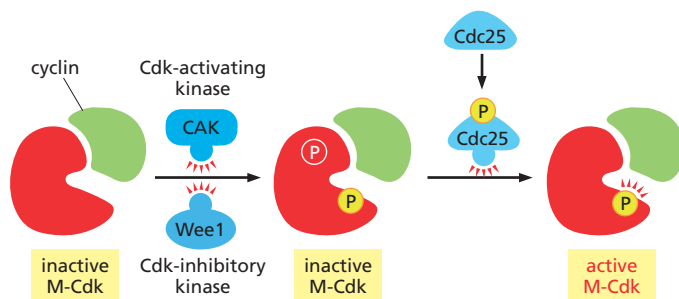 cyclin
Cdk-activating
kinase
CAK
Wee1
Cdk-inhibitory
kinase
inactive
M-Cdk
P
P
inactive
M-Cdk
Cdc25
P
Cdc25
P
active
M-Cdk